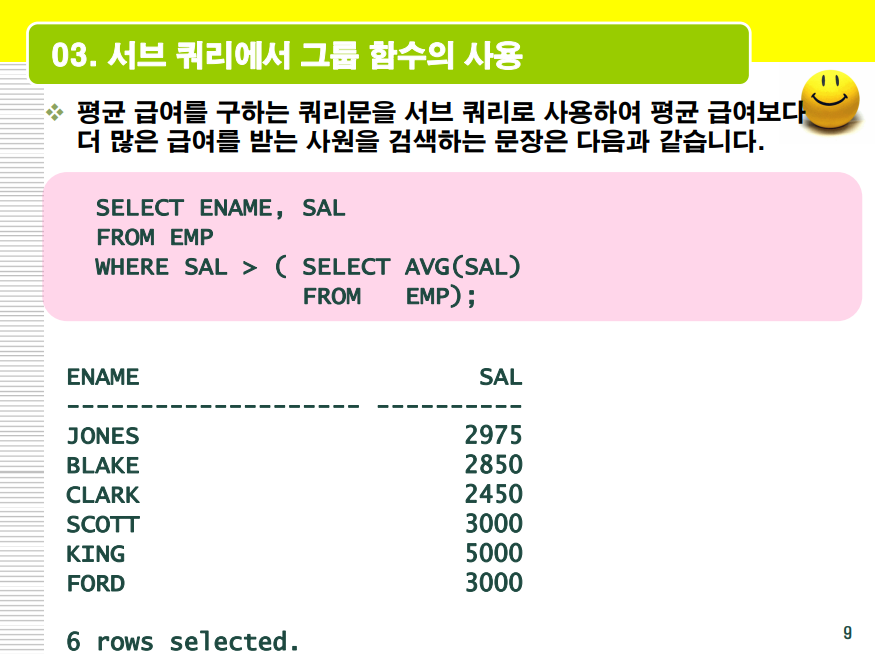 03. 서브 쿼리에서 그룹 함수의 사용
평균 급여를 구하는 쿼리문을 서브 쿼리로 사용하여 평균 급여보다
더 많은 급여를 받는 사원을 검색하는 문장은 다음과 같습니다.
SELECT ENAME, SAL
FROM EMP
WHERE SAL > ( SELECT AVG(SAL)
FROM EMP);
ENAME SAL
-------------------- ----------
JONES 2975
BLAKE 2850
CLARK 2450
SCOTT 3000
KING 5000
FORD 3000
6 rows selected.
9